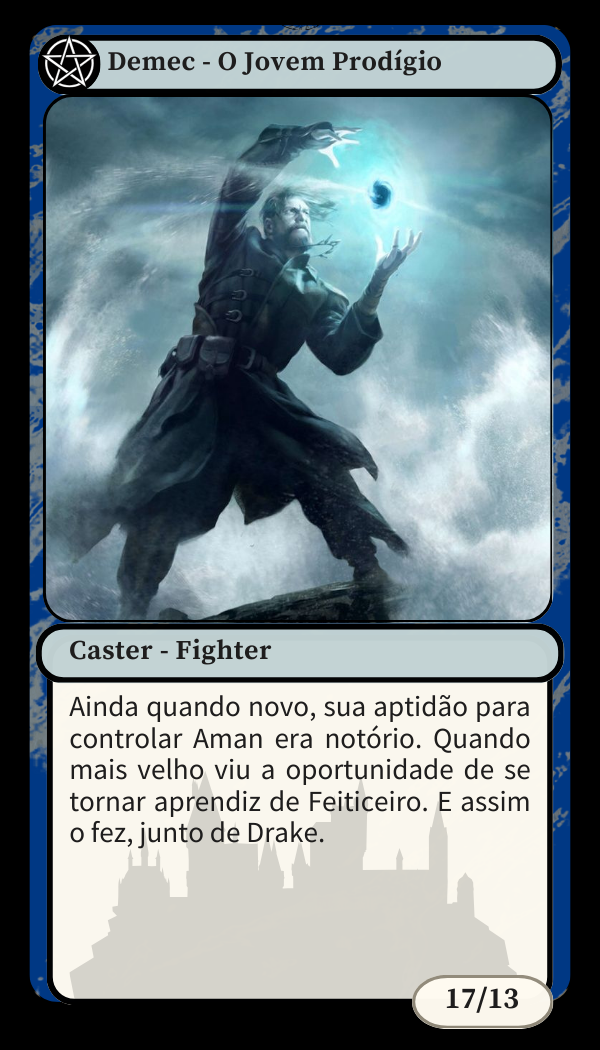 Demec - O Jovem Prodígio
Caster - Fighter
Ainda quando novo, sua aptidão para
controlar Aman era notório. Quando
mais velho viu a oportunidade de se
tornar aprendiz de Feiticeiro. E assim
o fez, junto de Drake.
17/13